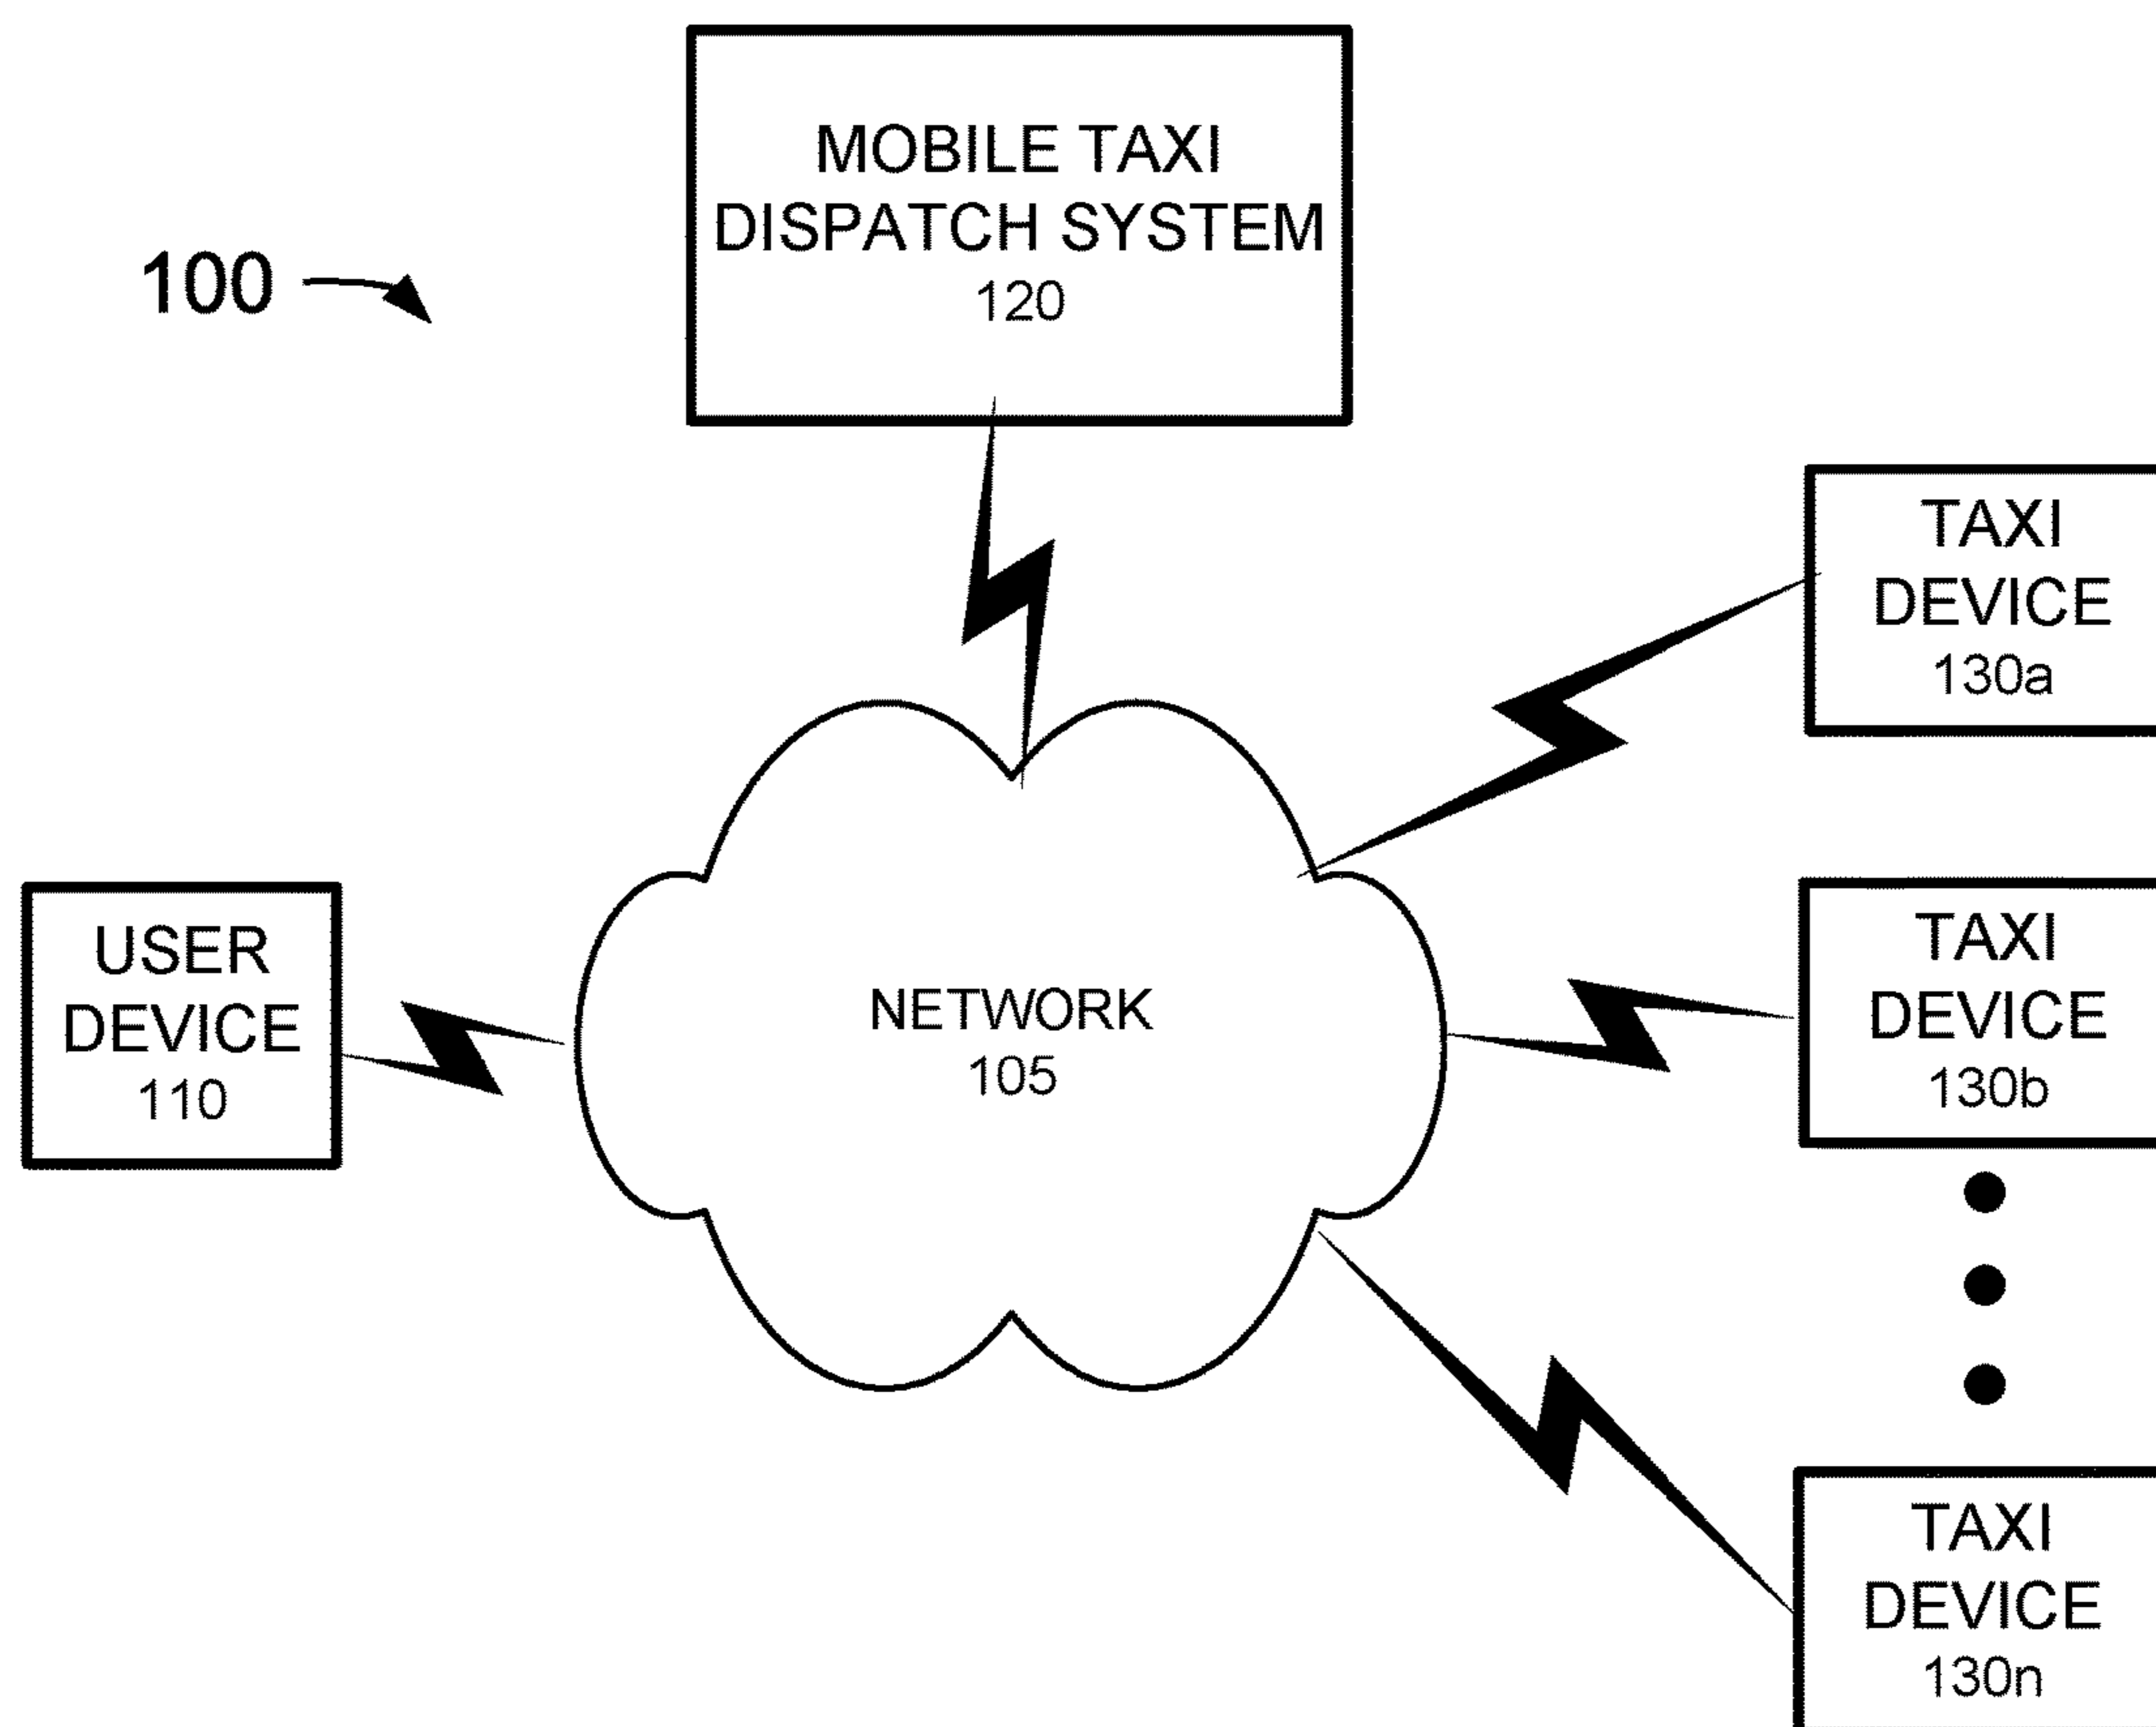 MOBILE TAXI
DISPATCH SYSTEM
120
100
TAXI
DEVICE
130a
USER
DEVICE
110
NETWORK
105
TAXI
DEVICE
130b
TAXI
DEVICE
130n